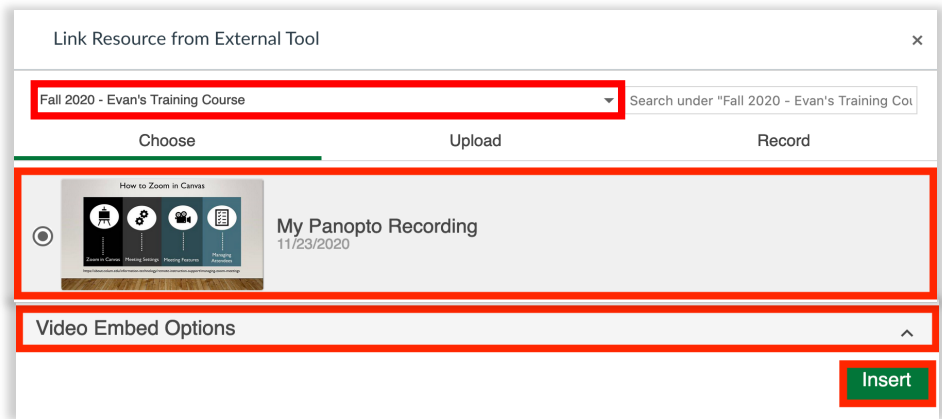 Link Resource from External Tool
×
Fall 2020 - Evan's Training Course
Search under "Fall 2020 - Evan's Training Cou
Choose
Upload
Record
How to Zoom in Canvas
Zoom in Canvas
Meeting Settings
Meeting Features
Managing
Attendees
My Panopto Recording
11/23/2020
Video Embed Options
Insert